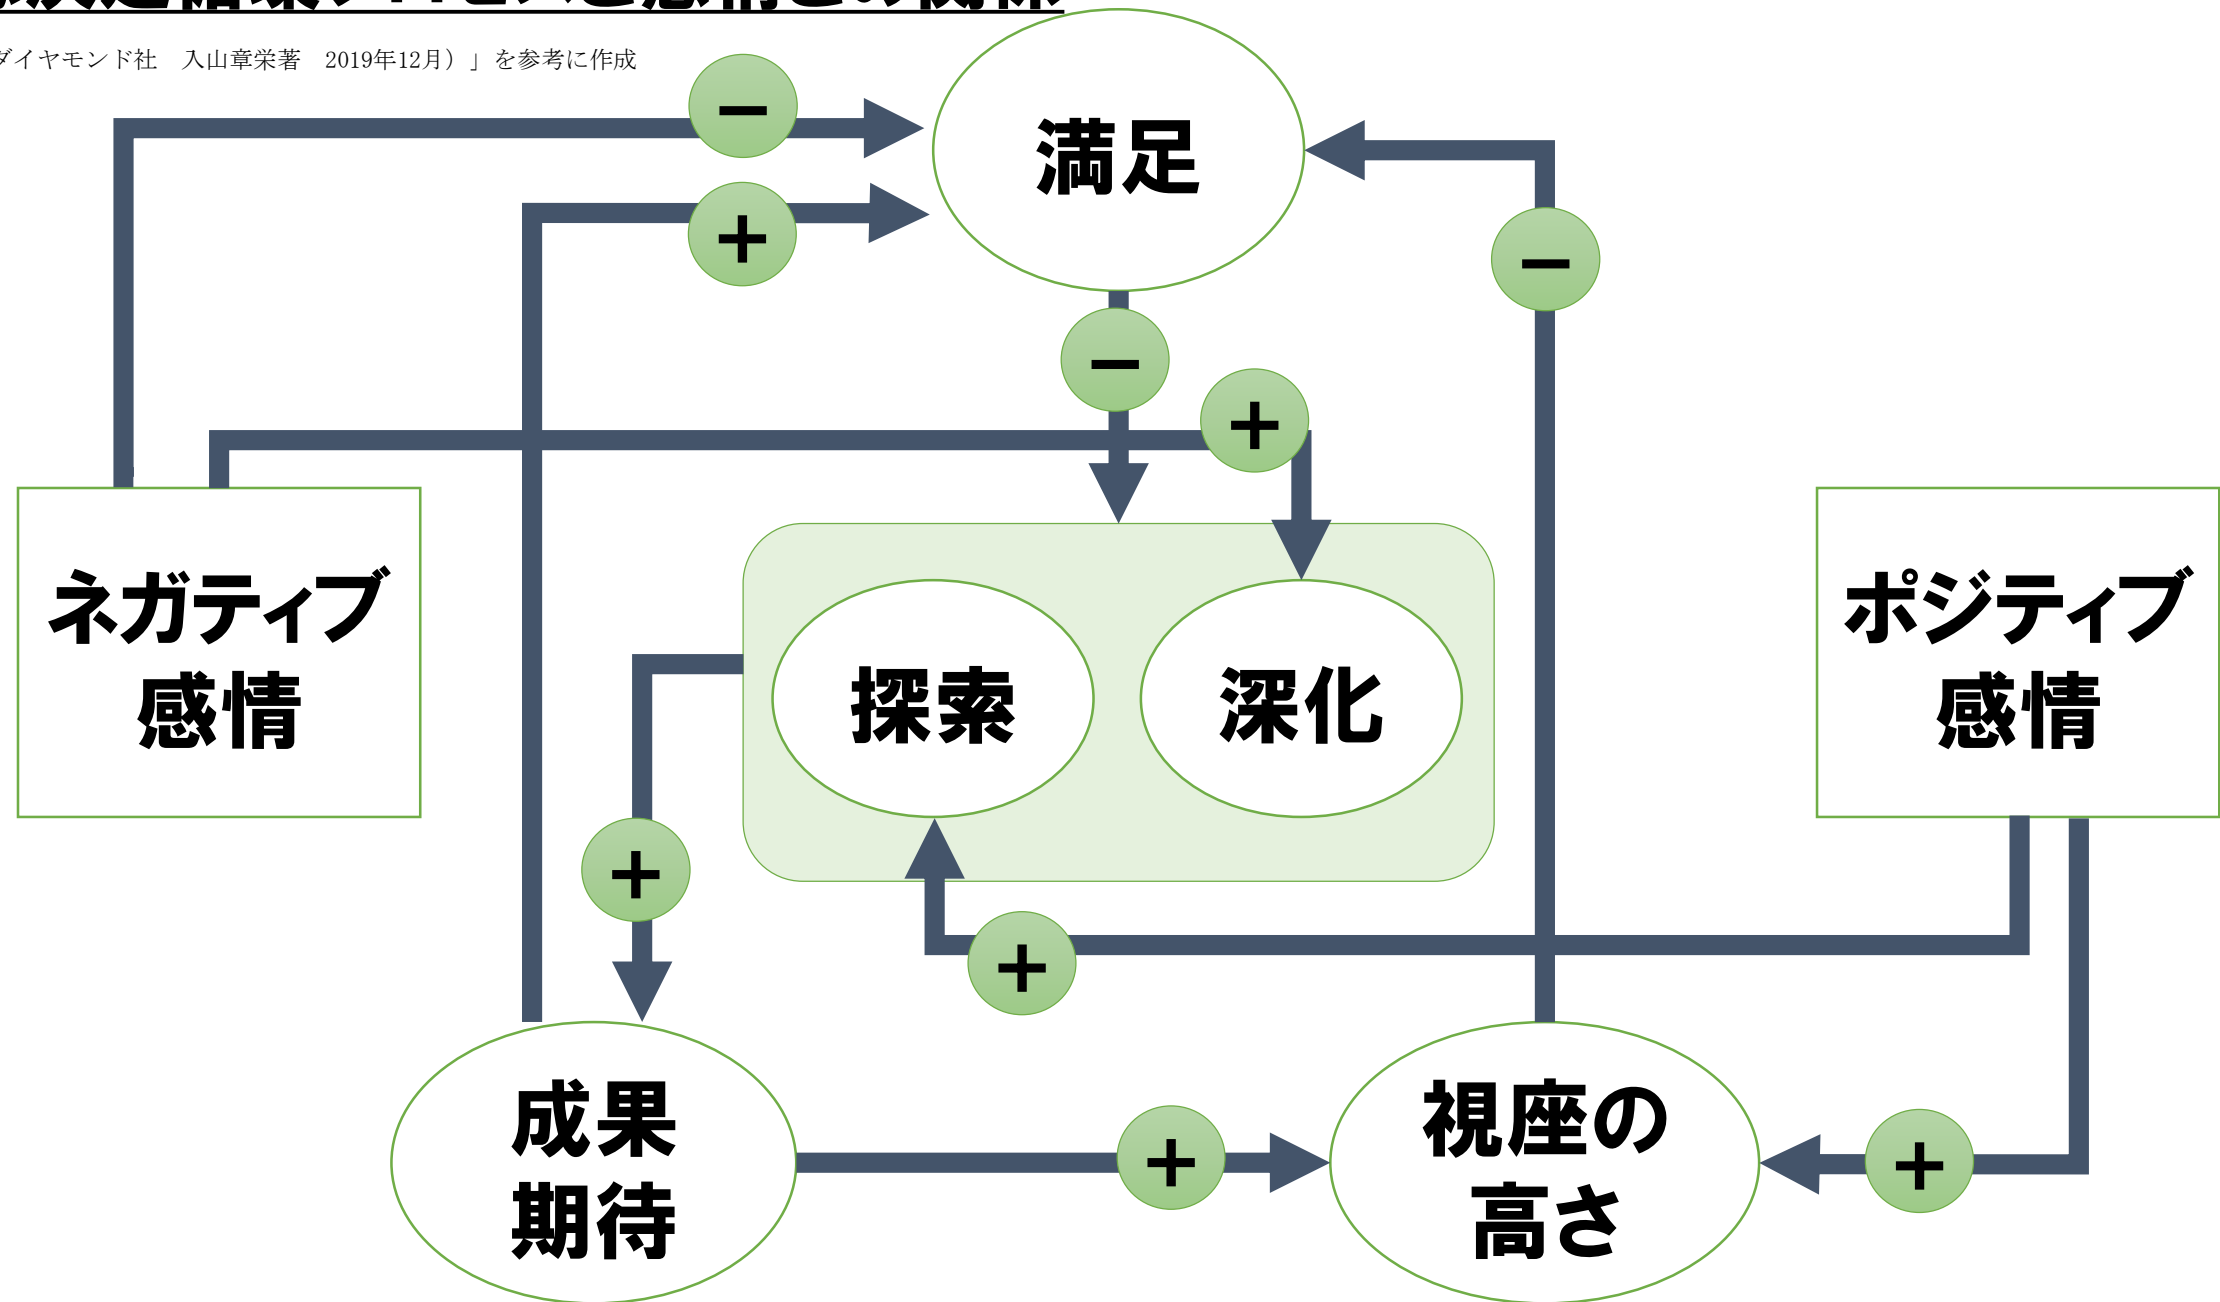 ダイヤモンド社　入山章栄著　2019年12月）」を参考に作成
満足
−
＋
−
−
＋
ネガティブ
感情
ポジティブ
感情
探索
深化
＋
＋
成果
期待
＋
視座の
高さ
＋